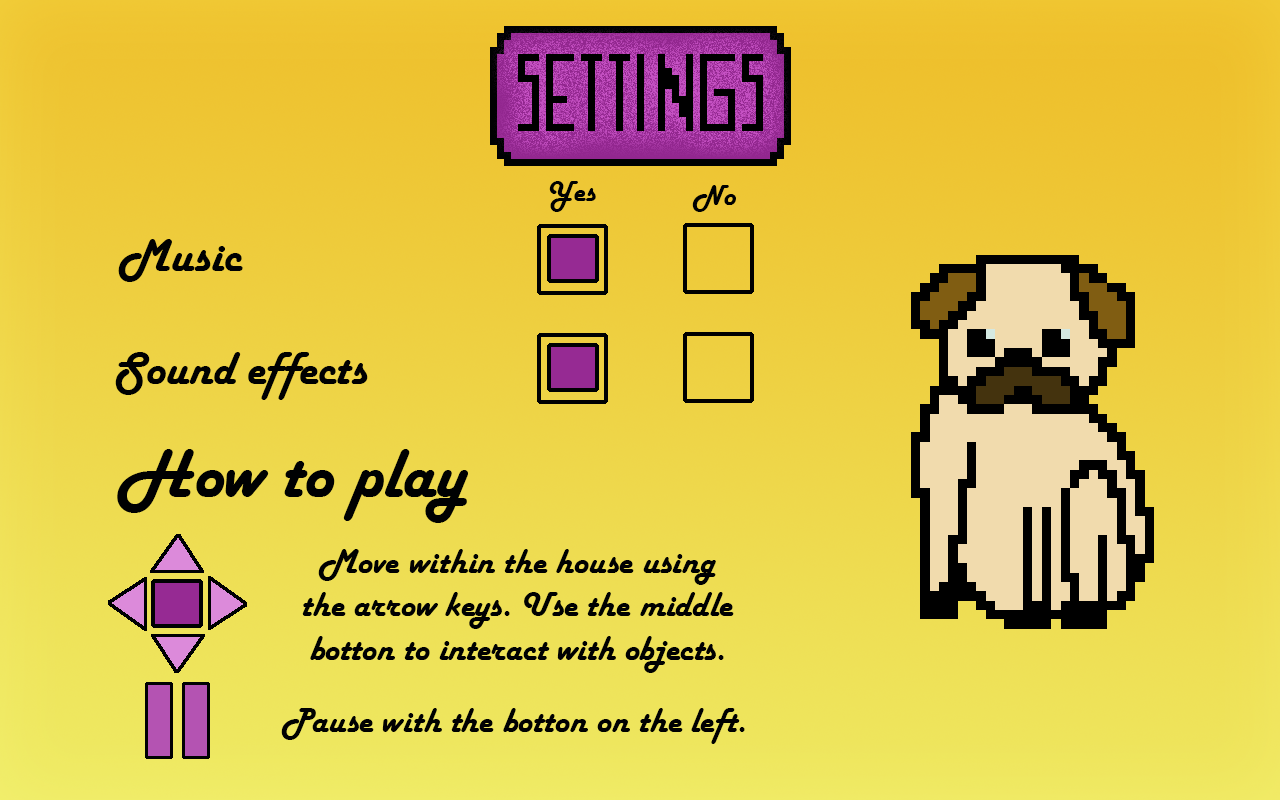 SETTINGS
Yes No
Music
Sound effects
How to play
Move within the house using
the arrow keys. Use the middle
botton to interact with objects.
Pause with the botton on the left.